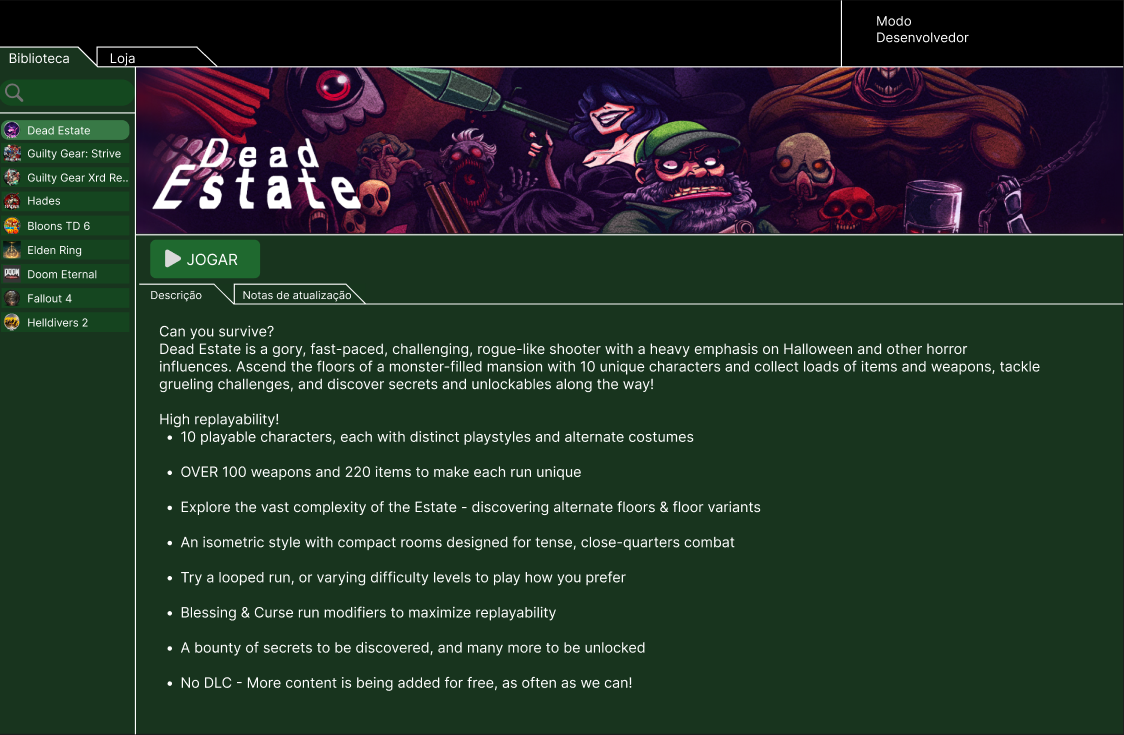 Modo
Desenvolvedor
Biblioteca
Loja
Dead Estate
Guilty Gear: Strive
Guilty Gear Xrd Re..
Hades
Bloons TD 6
Elden Ring
Doom Eternal
Fallout 4
Helldivers 2
Dead
Estate
JOGAR
Descrição
Notas de atualização
Can you survive?
Dead Estate is a gory, fast-paced, challenging, rogue-like shooter with a heavy emphasis on Halloween and other horror
influences. Ascend the floors of a monster-filled mansion with 10 unique characters and collect loads of items and weapons, tackle
grueling challenges, and discover secrets and unlockables along the way!
High replayability!
• 10 playable characters, each with distinct playstyles and alternate costumes
• OVER 100 weapons and 220 items to make each run unique
• Explore the vast complexity of the Estate - discovering alternate floors & floor variants
• An isometric style with compact rooms designed for tense, close-quarters combat
• Try a looped run, or varying difficulty levels to play how you prefer
• Blessing & Curse run modifiers to maximize replayability
• A bounty of secrets to be discovered, and many more to be unlocked
• No DLC - More content is being added for free, as often as we can!